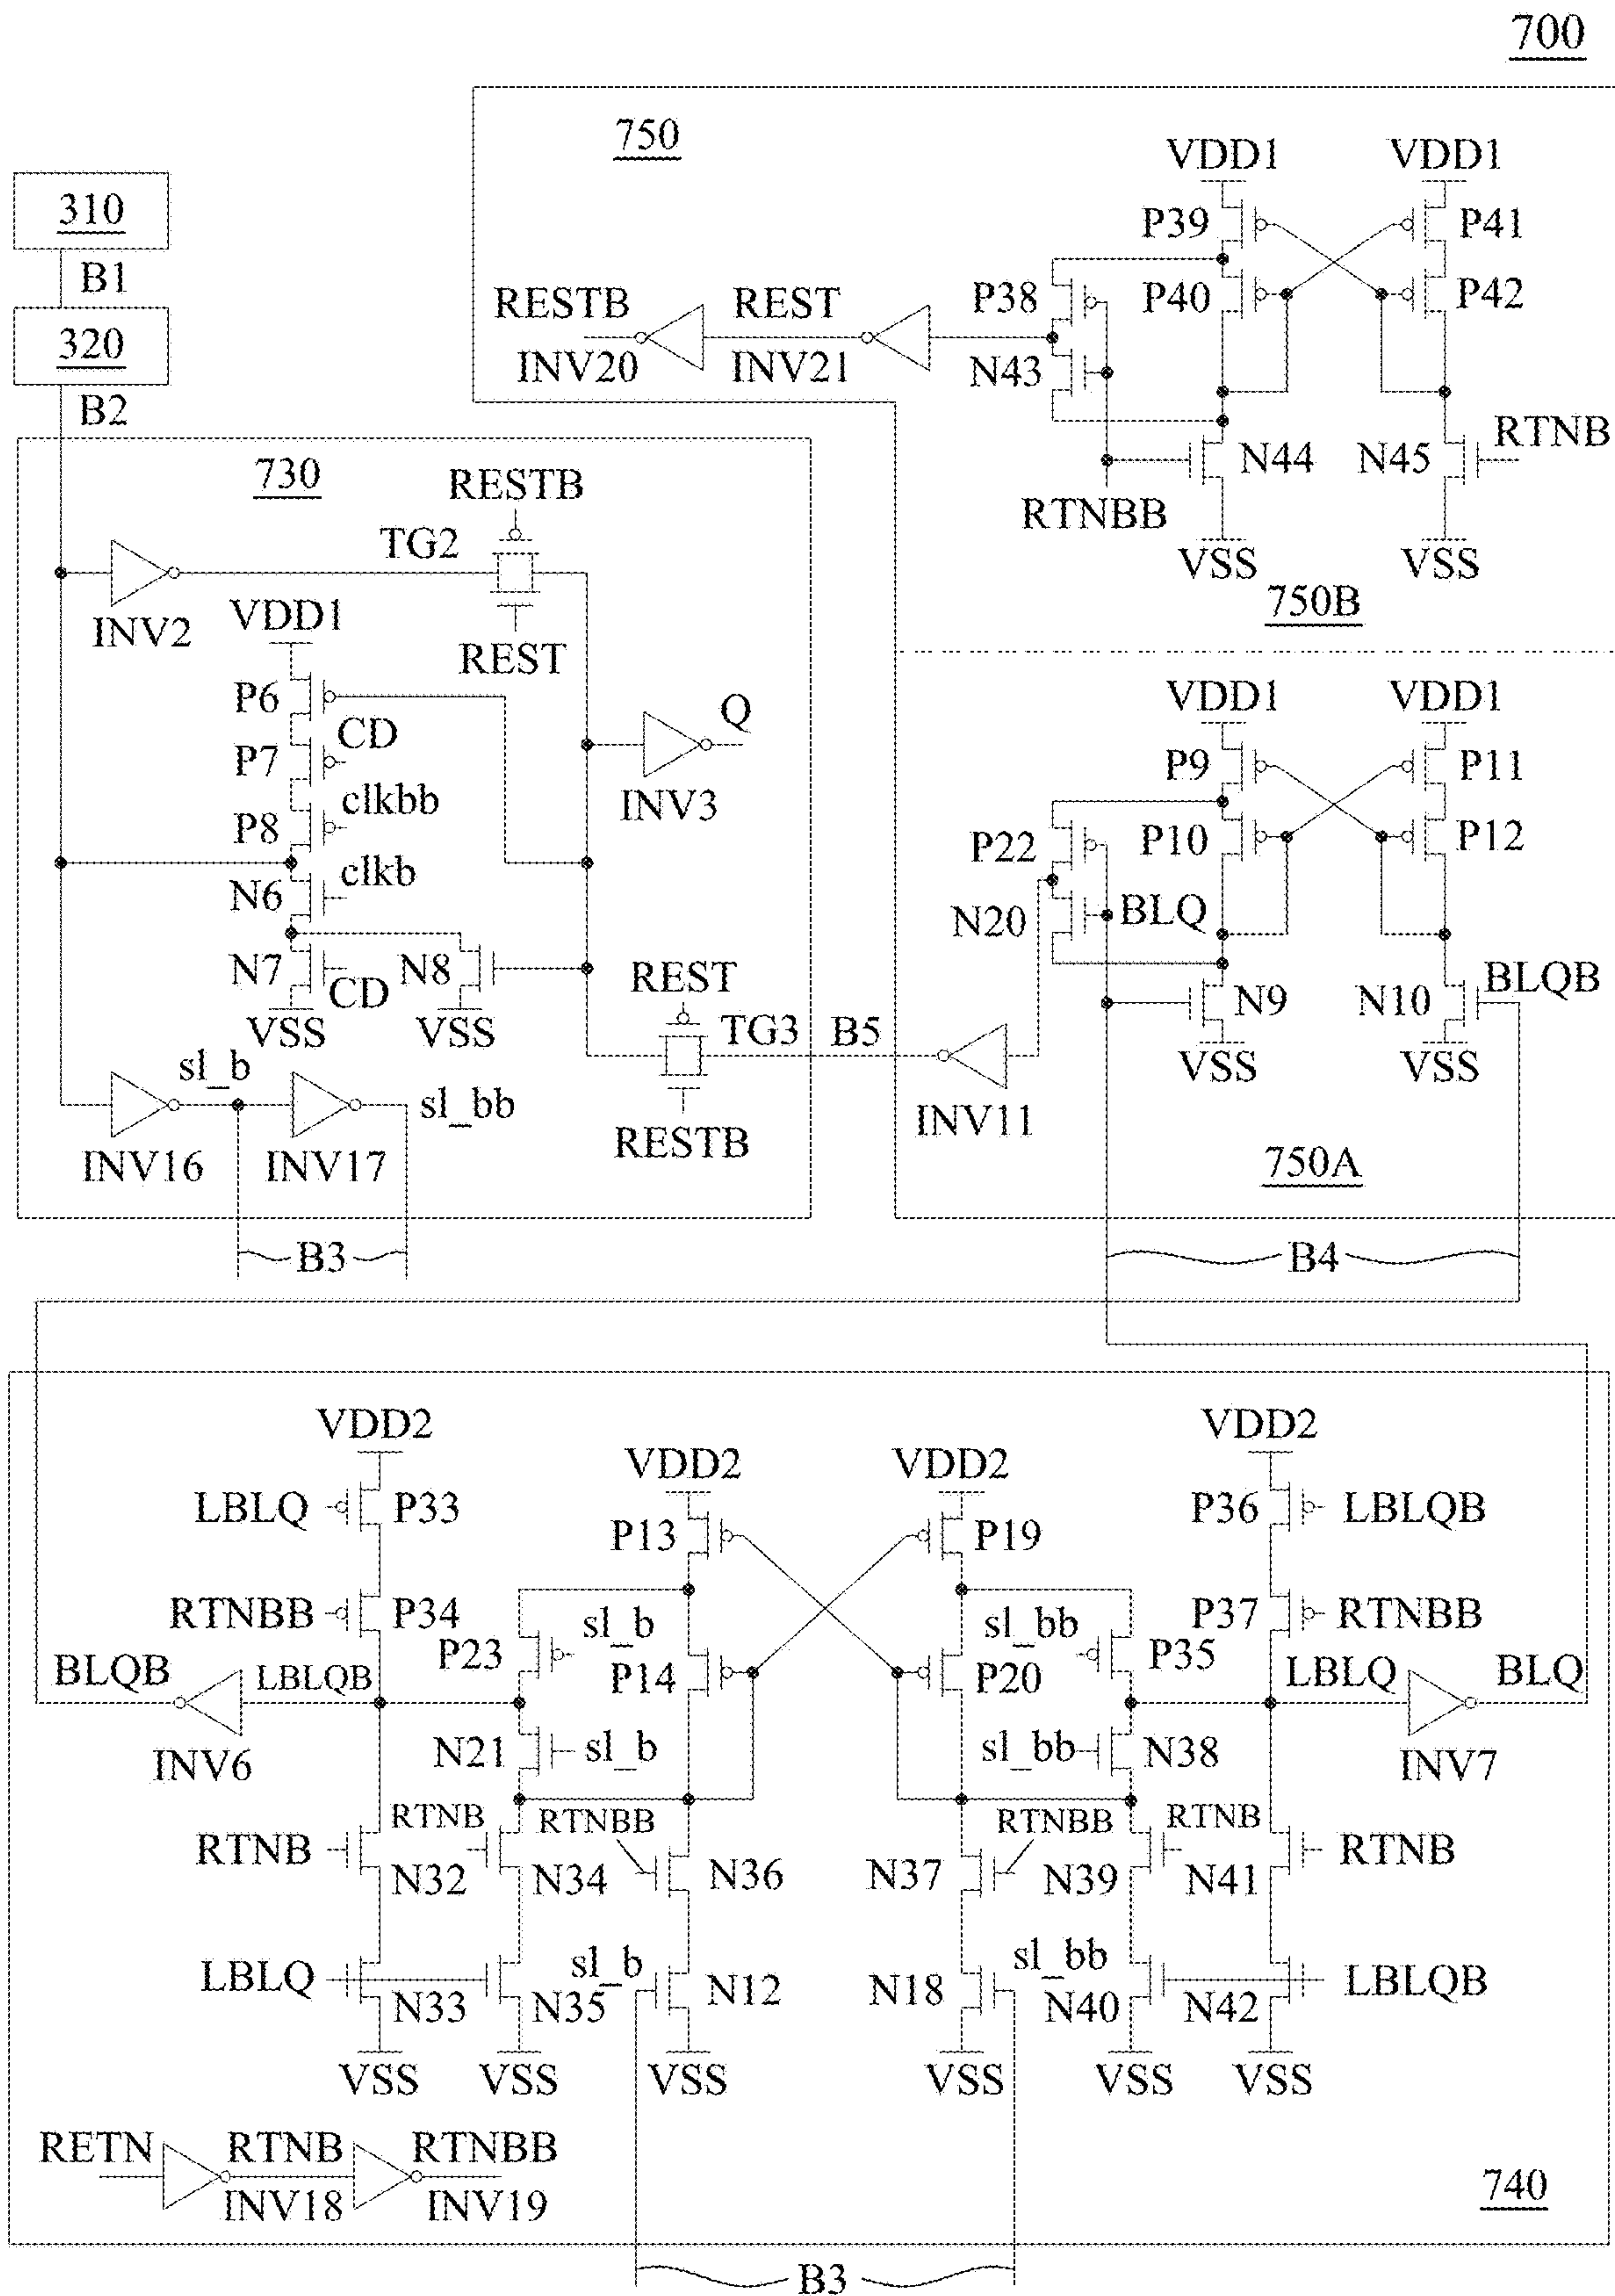 700
750
VDD1 VDD1
310
P39 P41
B1
RESTB REST P38 P40 P42
320
INV20 INV21 N43
B2
N44 N45 RTNB
730 RESTB
RTNBB
TG2 VSS VSS
750B
VDD1
INV2
REST
P6 VDD1 VDD1
CD Q
P7 P9 P11
clkbb
P8 INV3 P22 P10 P12
clkb
N6 N20 BLQ
N7 N8 REST N9 N10 BLQB
CD
VSS VSS TG3 B5 VSS VSS
sl_b
sl_bb INV11
INV16 INV17 RESTB 750A
B3 B4
VDD2 VDD2 VDD2 VDD2
LBLQ P33 P13 P19 P36 LBLQB
RTNBB P34 sl_b sl_bb P37 RTNBB
BLQB LBLQB P23 P14 P20 P35 LBLQ BLQ
INV6 N21 sl_b sl_bb N38 INV7
RTNB RTNBB RTNBB RTNB
RTNB N32 N34 N36 N37 N39 N41 RTNB
LBLQ sl_b sl_bb LBLQB
N33 N35 N12 N18 N40 N42
VSS VSS VSS VSS VSS VSS
RETN RTNB RTNBB
INV18 INV19 740
B3